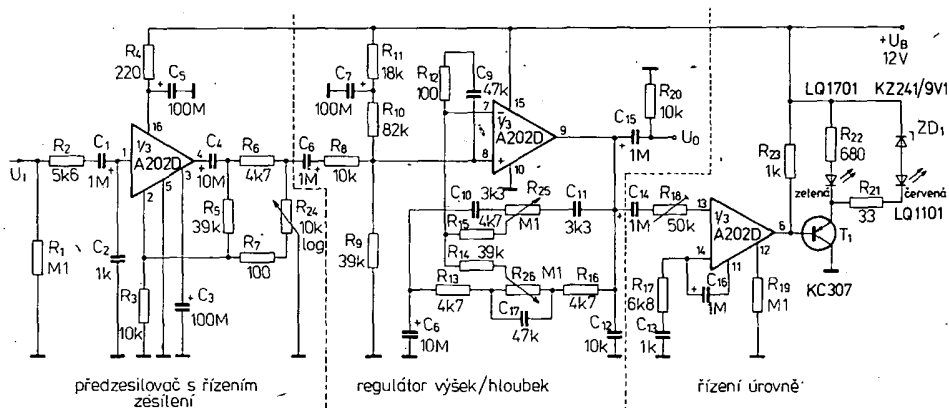 R4
220
C5
100M
16
1/3
A202D
1
4
3
5
2
U1
R2
5k6
C1
1M
R1
M1
C2
1k
R3
10k
C3
100M
C4
10M
R5
39k
R6
4k7
R7
100
R24
10k
log
C6
1M
R8
10k
R11
18k
C7
100M
R10
82k
R9
39k
R12
100
C9
47k
7
8
15
1/3
A202D
9
10
C15
1M
R20
10k
U0
C10
3k3
R25
M1
C11
3k3
R15
4k7
R14
39k
R13
4k7
R26
M1
R16
4k7
C17
47k
C6
10M
C12
10k
C14
1M
R18
50k
13
1/3
A202D
6
14
11
12
R17
6k8
C16
1M
C13
1k
R19
M1
R23
1k
LQ1701
R22
680
zelená
+UB
12V
KZ241/9V1
ZD1
R21
33
červená
LQ1101
T1
KC307
předzesilovač s řízením
zesílení
regulátor výšek/hloubek
řízení úrovně